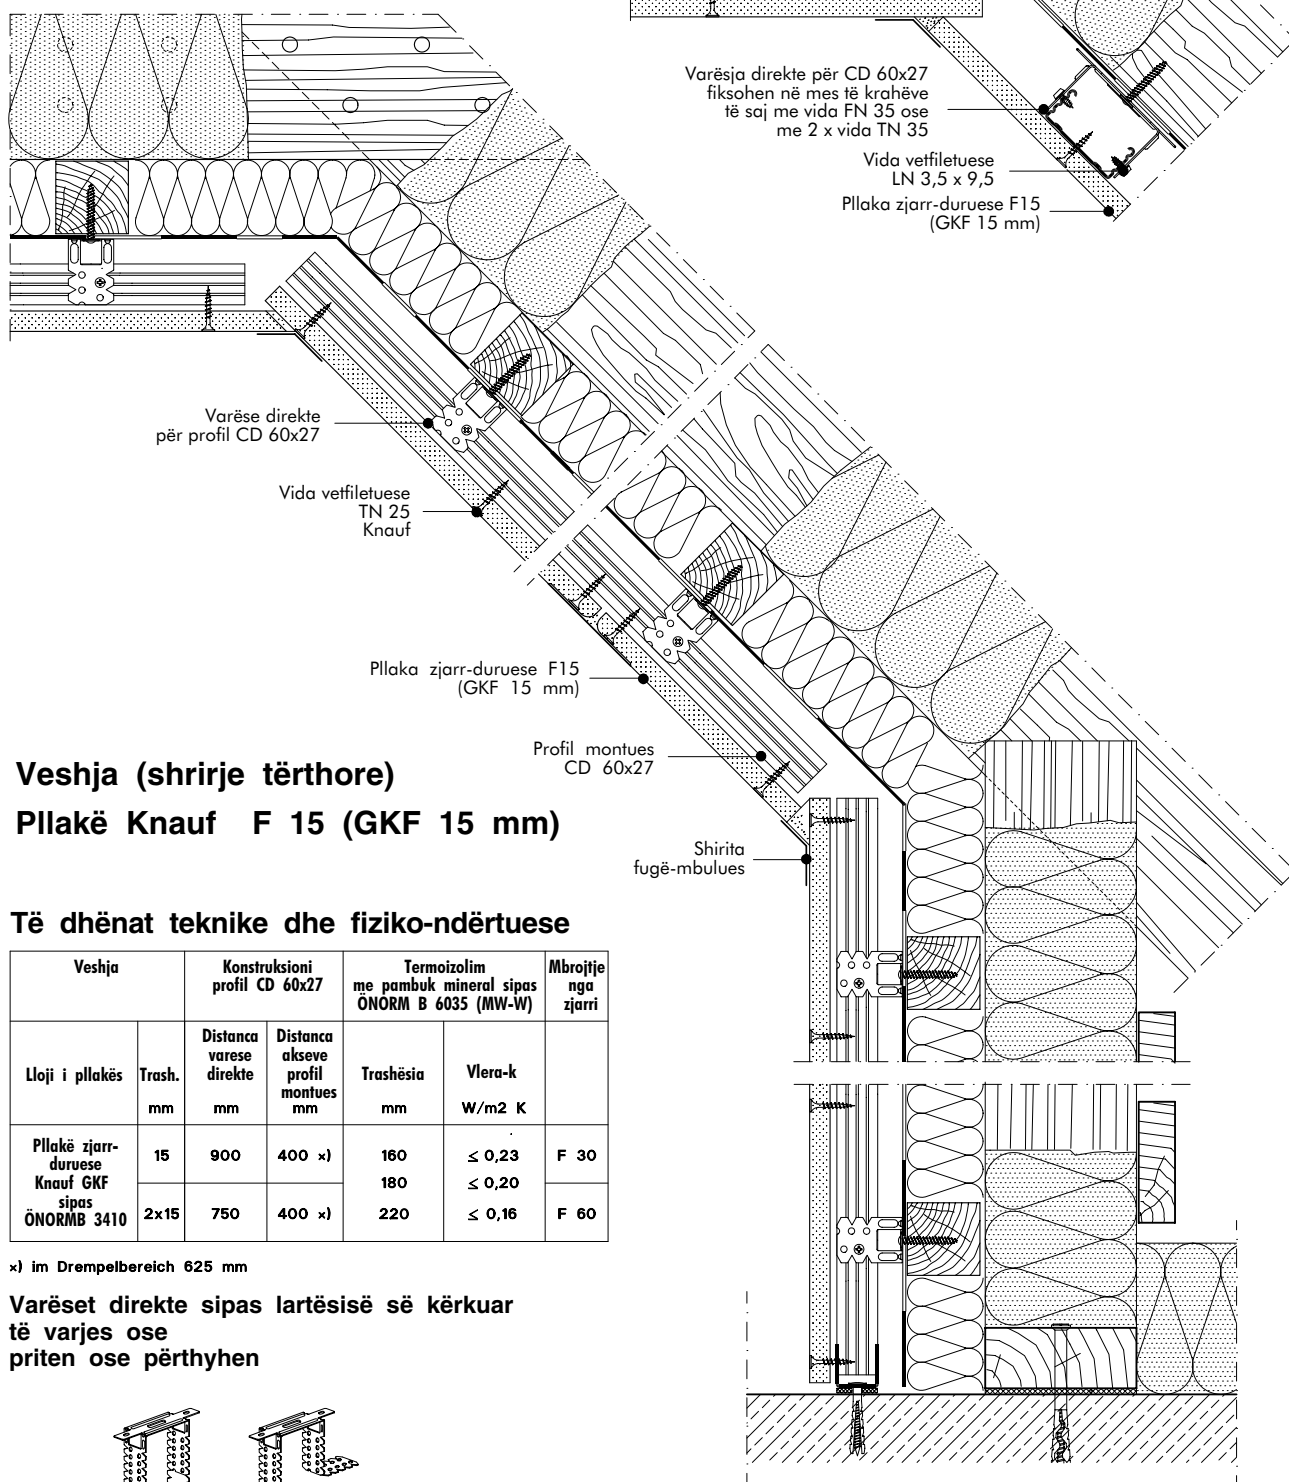 Varësja direkte për CD 60x27
fiksohen në mes të krahëve
të saj me vida FN 35 ose
me 2 x vida TN 35
Vida vetfiletuese
LN 3,5 x 9,5
Pllaka zjarr-duruese F15
(GKF 15 mm)
Varëse direkte
për profil CD 60x27
Vida vetfiletuese
TN 25
Knauf
Pllaka zjarr-duruese F15
(GKF 15 mm)
Profil montues
CD 60x27
Shirita
fugë-mbulues
Veshja (shrirje tërthore)
Pllakë Knauf F 15 (GKF 15 mm)
Të dhënat teknike dhe fiziko-ndërtuese
Veshja
Konstruksioni
profil CD 60x27
Termoizolim
me pambuk mineral sipas
ÖNORM B 6035 (MW-W)
Mbrojtje
nga
zjarri
Lloji i pllakës
Trash.
mm
Distanca
varese
direkte
mm
Distanca
akseve
profil
montues
mm
Trashësia
mm
Vlera-k
W/m2 K
Pllakë zjarr-
duruese
Knauf GKF
sipas
ÖNORMB 3410
15 900 400 x) 160 ≤ 0,23 F 30
180 ≤ 0,20
2x15 750 400 x) 220 ≤ 0,16 F 60
x) im Drempelbereich 625 mm
Varëset direkte sipas lartësisë së kërkuar
të varjes ose
priten ose përthyhen